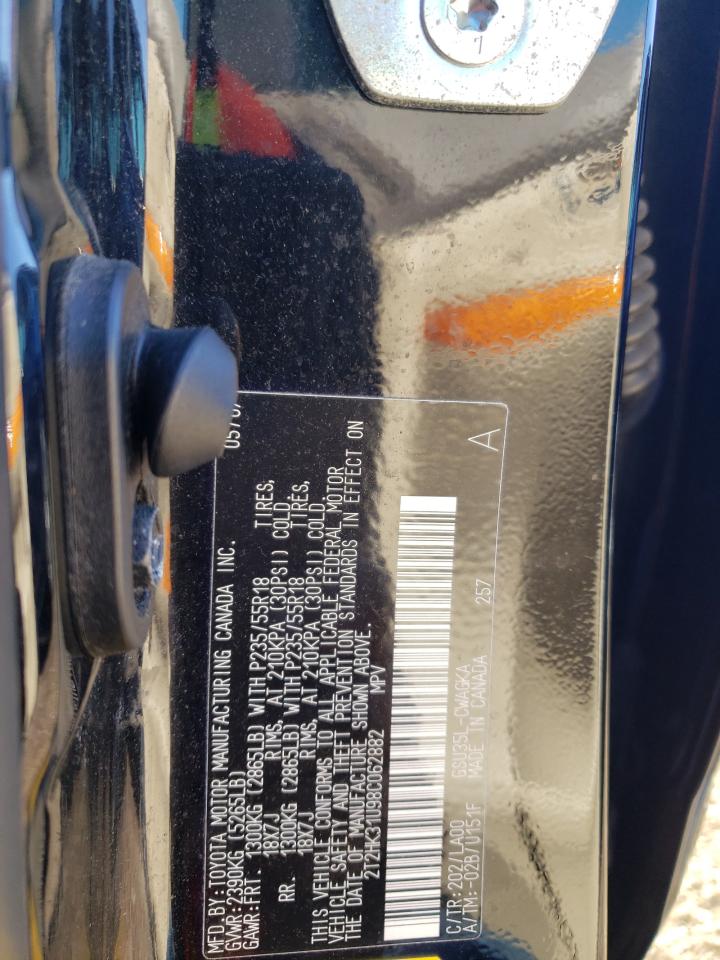 7
MFD. BY: TOYOTA MOTOR MANUFACTURING CANADA INC. 05/07
GVWR: 2390KG (5265LB)
GAWR: FRT. 1300KG (2865LB) WITH P235/55R18 TIRES,
18X7J RIMS, AT 210KPA (30PSI) COLD.
RR. 1300KG (2865LB) WITH P235/55R18 TIRES,
18X7J RIMS, AT 210KPA (30PSI) COLD.
THIS VEHICLE CONFORMS TO ALL APPLICABLE FEDERAL MOTOR
VEHICLE SAFETY AND THEFT PREVENTION STANDARDS IN EFFECT ON
THE DATE OF MANUFACTURE SHOWN ABOVE.
2T2HK31U98C062882 MPV
C/TR: 202/LA00 GSU35L-CWAGKA 257 A
A/TM: -02B/U151F MADE IN CANADA